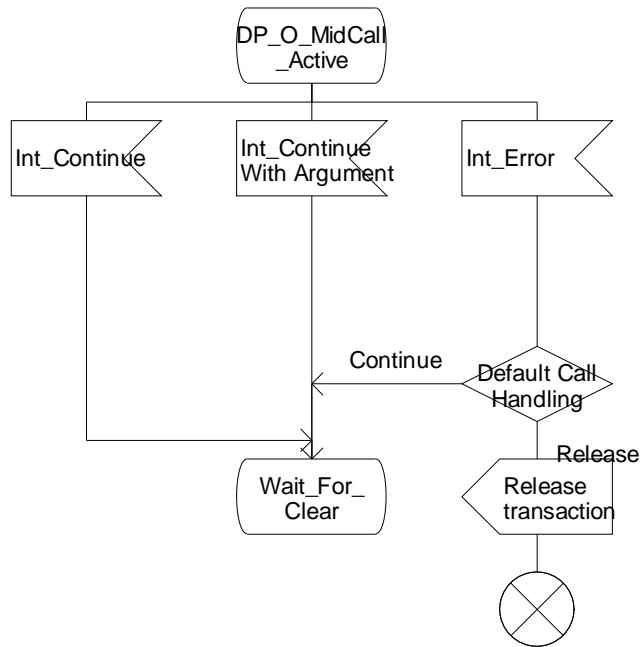 DP_O_MidCall
_Active
Int_Continue
Int_Continue
With Argument
Int_Error
Continue
Default Call
Handling
Release
Wait_For_
Clear
Release
transaction